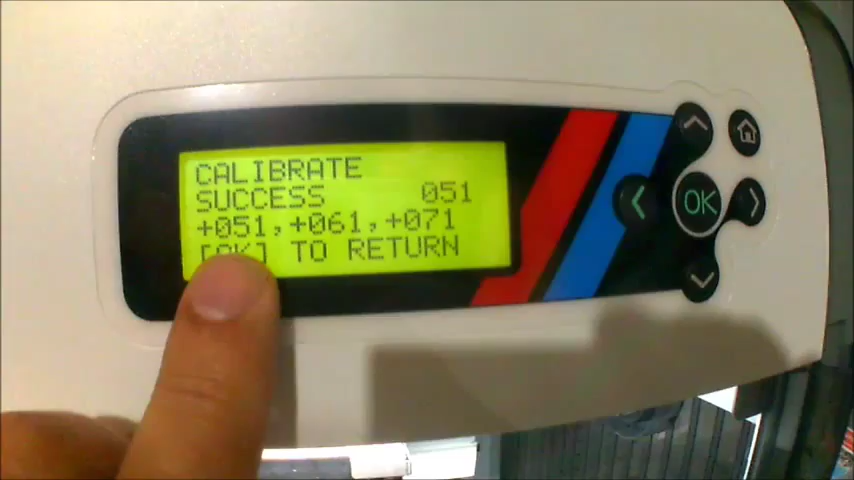 CALIBRATE
SUCCESS 051
+051,+061,+071
[OK] TO RETURN
OK